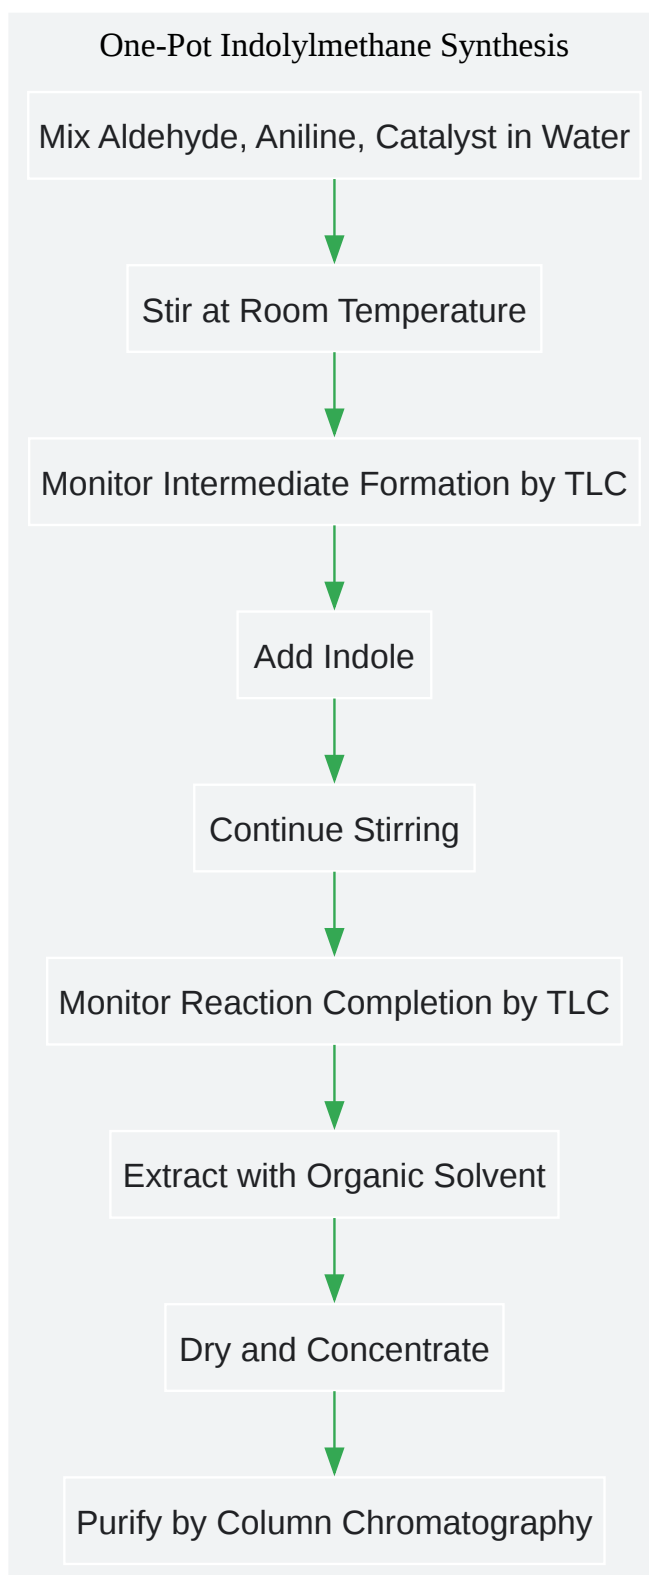 One-Pot Indolylmethane Synthesis
Mix Aldehyde, Aniline, Catalyst in Water
Stir at Room Temperature
Monitor Intermediate Formation by TLC
Add Indole
Continue Stirring
Monitor Reaction Completion by TLC
Extract with Organic Solvent
Dry and Concentrate
Purify by Column Chromatography